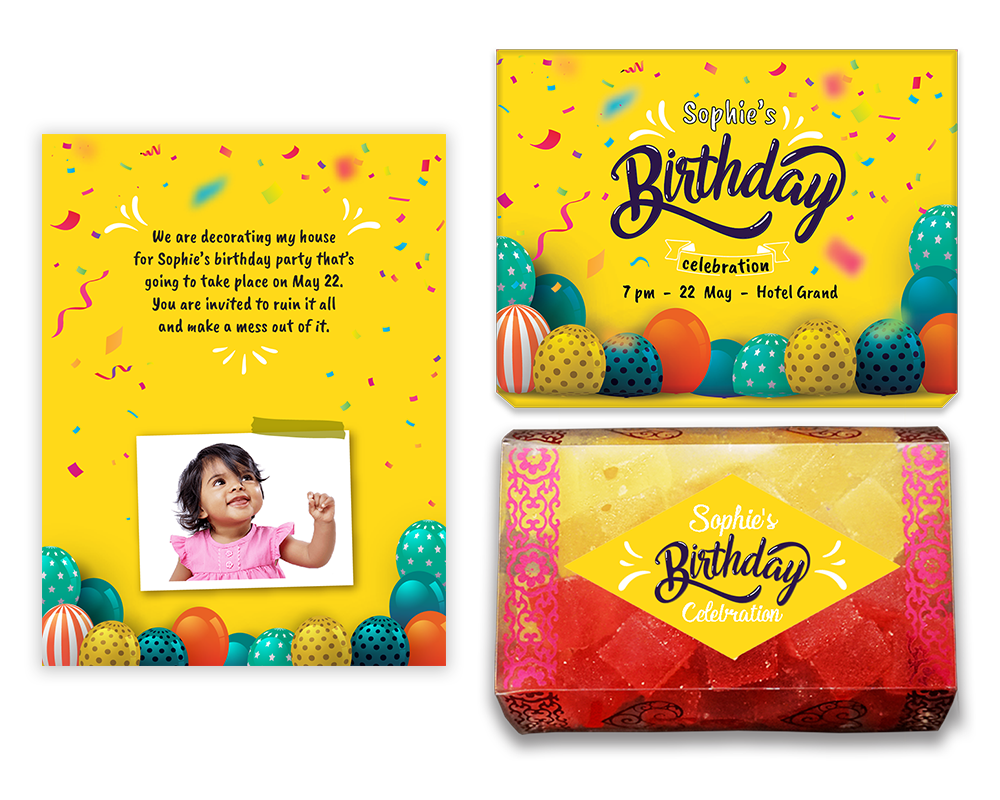 We are decorating my house
for Sophie's birthday party that's
going to take place on May 22.
You are invited to ruin it all
and make a mess out of it.
Sophie's
Birthday
celebration
7 pm - 22 May - Hotel Grand
Sophie's
Birthday
Celebration